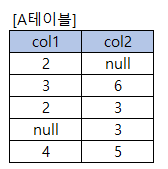 [A테이블]
col1 col2
2 null
3 6
2 3
null 3
4 5